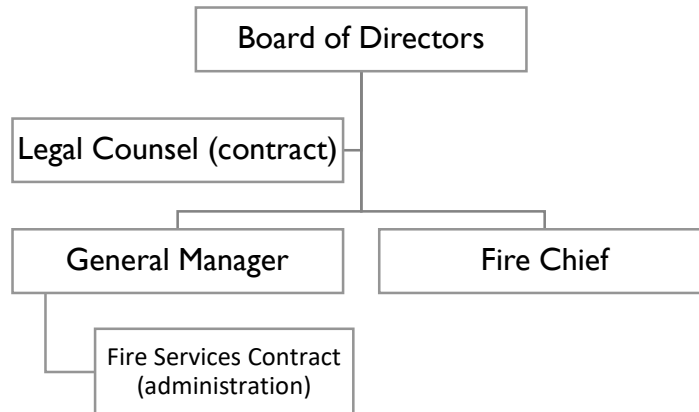 Board of Directors
Legal Counsel (contract)
General Manager
Fire Chief
Fire Services Contract
(administration)